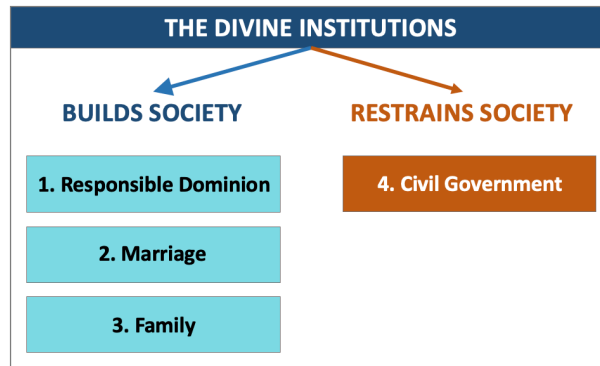 THE DIVINE INSTITUTIONS
BUILDS SOCIETY
RESTRAINS SOCIETY
1. Responsible Dominion
4. Civil Government
2. Marriage
3. Family